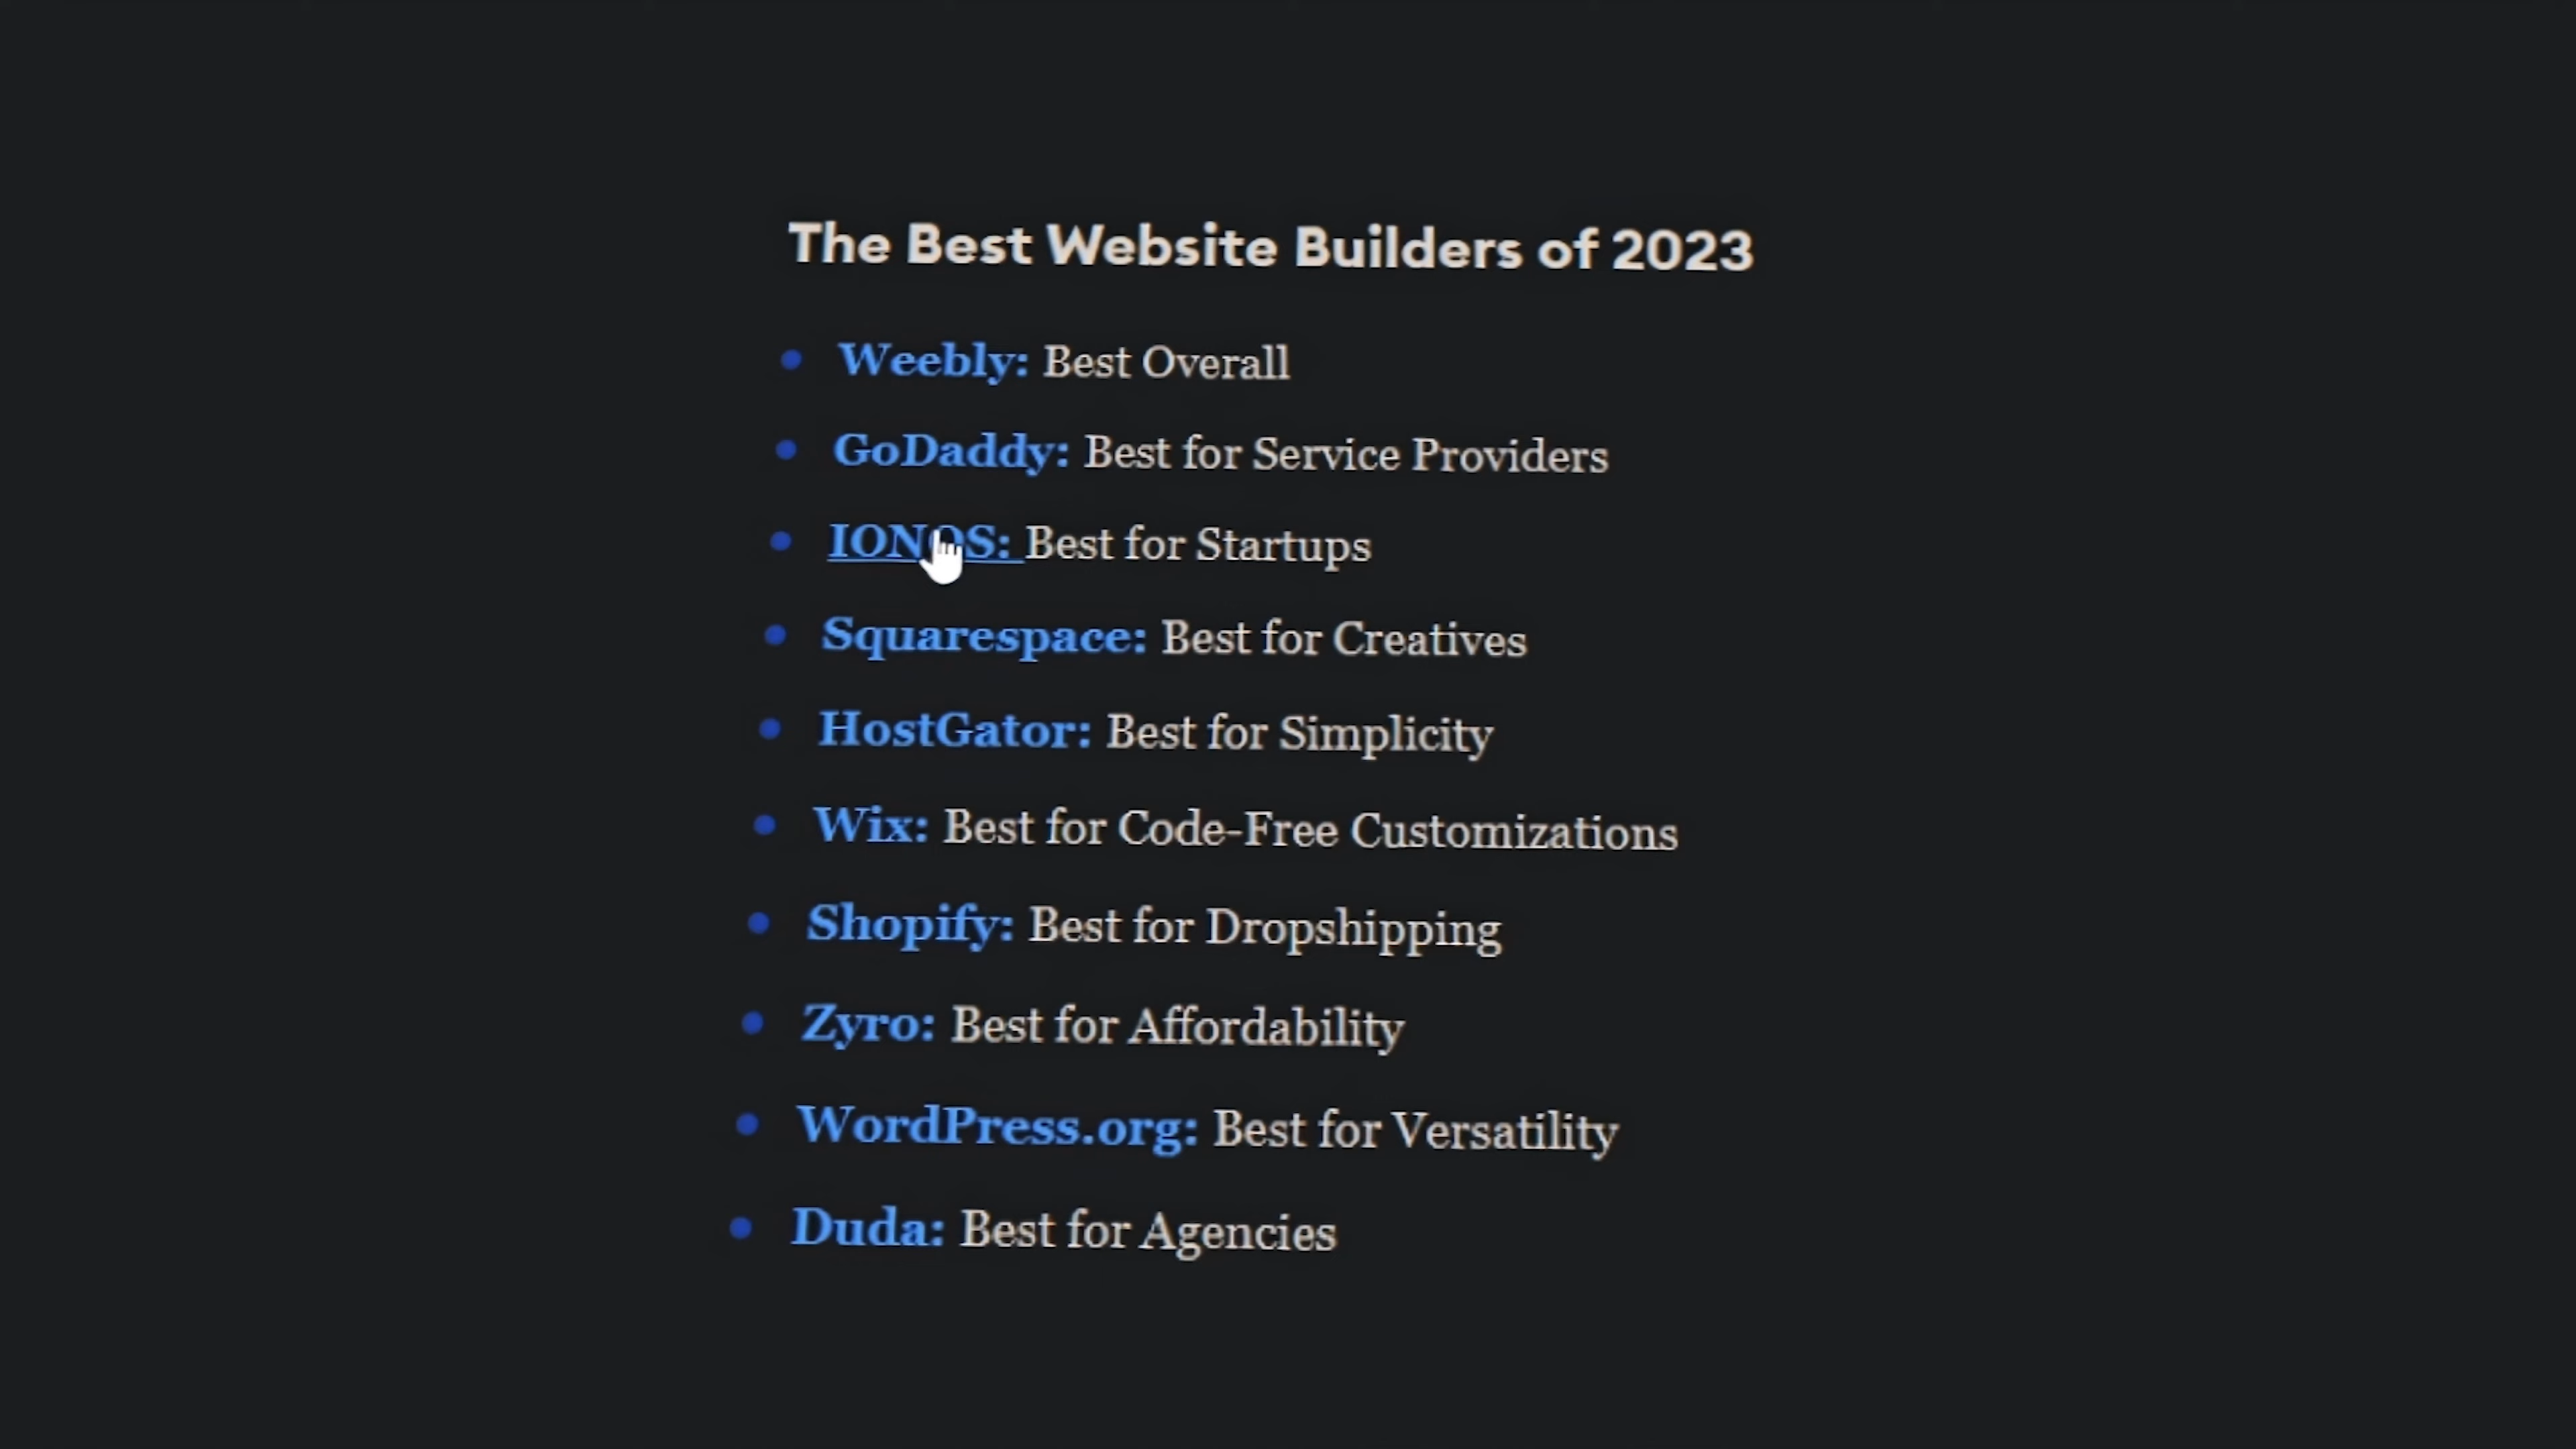 The Best Website Builders of 2023
Weebly: Best Overall
GoDaddy: Best for Service Providers
IONOS: Best for Startups
Squarespace: Best for Creatives
HostGator: Best for Simplicity
Wix: Best for Code-Free Customizations
Shopify: Best for Dropshipping
Zyro: Best for Affordability
WordPress.org: Best for Versatility
Duda: Best for Agencies